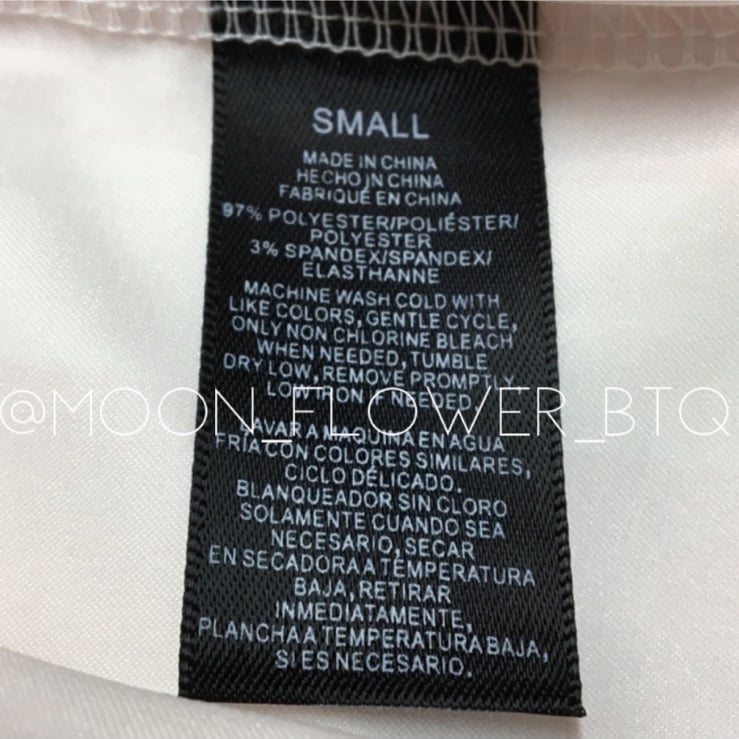 SMALL
MADE IN CHINA
HECHO IN CHINA
FABRIQUÉ EN CHINA
97% POLYESTER/POLIÉSTER/
POLYESTER
3% SPANDEX/SPANDEX/
ELASTHANNE
MACHINE WASH COLD WITH
LIKE COLORS, GENTLE CYCLE,
ONLY NON CHLORINE BLEACH
WHEN NEEDED, TUMBLE
DRY LOW, REMOVE PROMPTLY.
LOW IRON IF NEEDED.
@MOON_FLOWER_BTQ
LAVAR A MAQUINA EN AGUA
FRÍA CON COLORES SIMILARES,
CICLO DÉLICADO.
BLANQUEADOR SIN CLORO
SOLAMENTE CUANDO SEA
NECESARIO, SECAR
EN SECADORA A TEMPERATURA
BAJA, RETIRAR
INMEDIATAMENTE,
PLANCHA A TEMPERATURA BAJA,
SI ES NECESARIO.